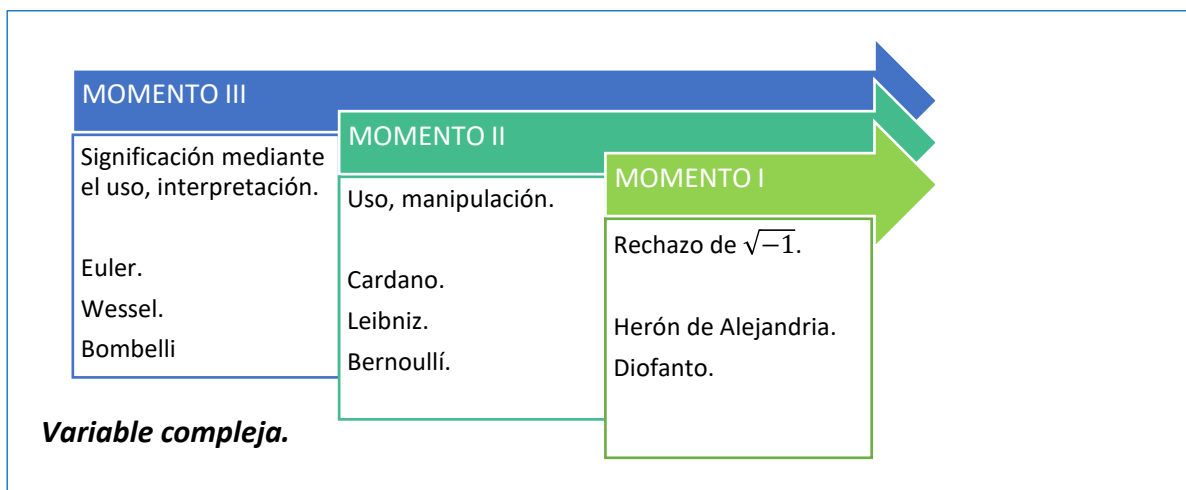 MOMENTO III
Significación mediante
el uso, interpretación.
Euler.
Wessel.
Bombelli
MOMENTO II
Uso, manipulación.
Cardano.
Leibniz.
Bernoullí.
MOMENTO I
Rechazo de √−1.
Herón de Alejandria.
Diofanto.
Variable compleja.